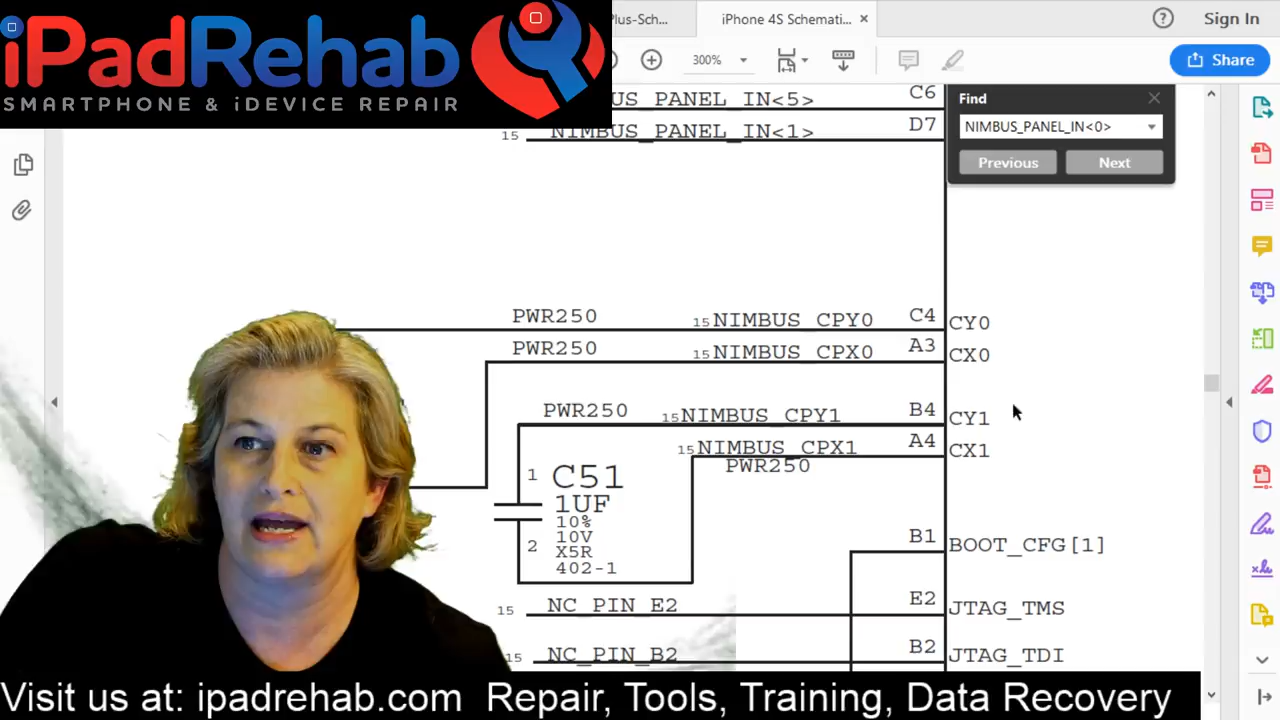 iPadRehab
SMARTPHONE & iDEVICE REPAIR
Plus-Sch...
iPhone 4S Schemati...
Sign In
300%
Share
Find
NIMBUS_PANEL_IN<0>
Previous
Next
BUS_PANEL_IN<5>
C6
15
NIMBUS_PANEL_IN<1>
D7
PWR250
15
NIMBUS_CPY0
C4
CY0
PWR250
15
NIMBUS_CPX0
A3
CX0
PWR250
15
NIMBUS_CPY1
B4
CY1
15
NIMBUS_CPX1
A4
CX1
PWR250
1
C51
1UF
10%
10V
2
X5R
402-1
B1
BOOT_CFG[1]
15
NC_PIN_E2
E2
JTAG_TMS
15
NC_PIN_B2
B2
JTAG_TDI
Visit us at: ipadrehab.com Repair, Tools, Training, Data Recovery